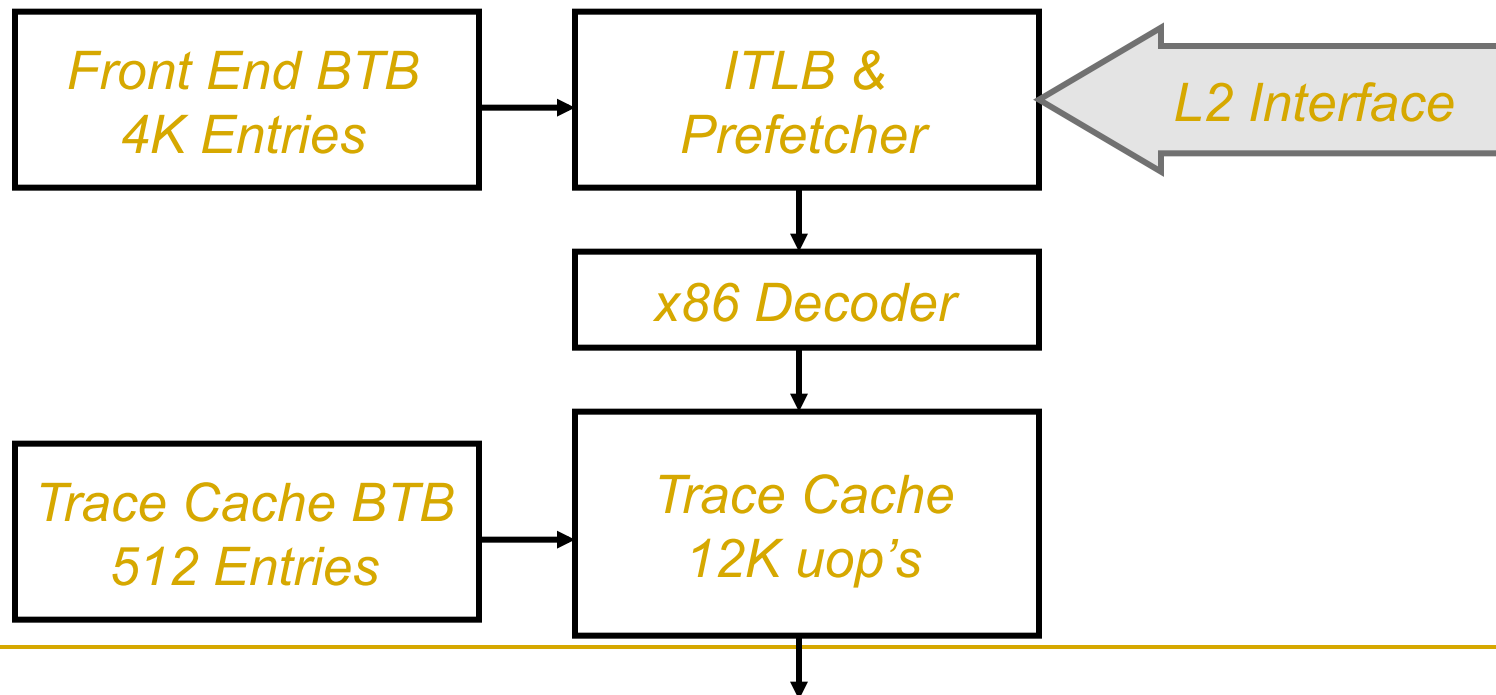 Front End BTB
4K Entries
ITLB &
Prefetcher
L2 Interface
x86 Decoder
Trace Cache BTB
512 Entries
Trace Cache
12K uop’s